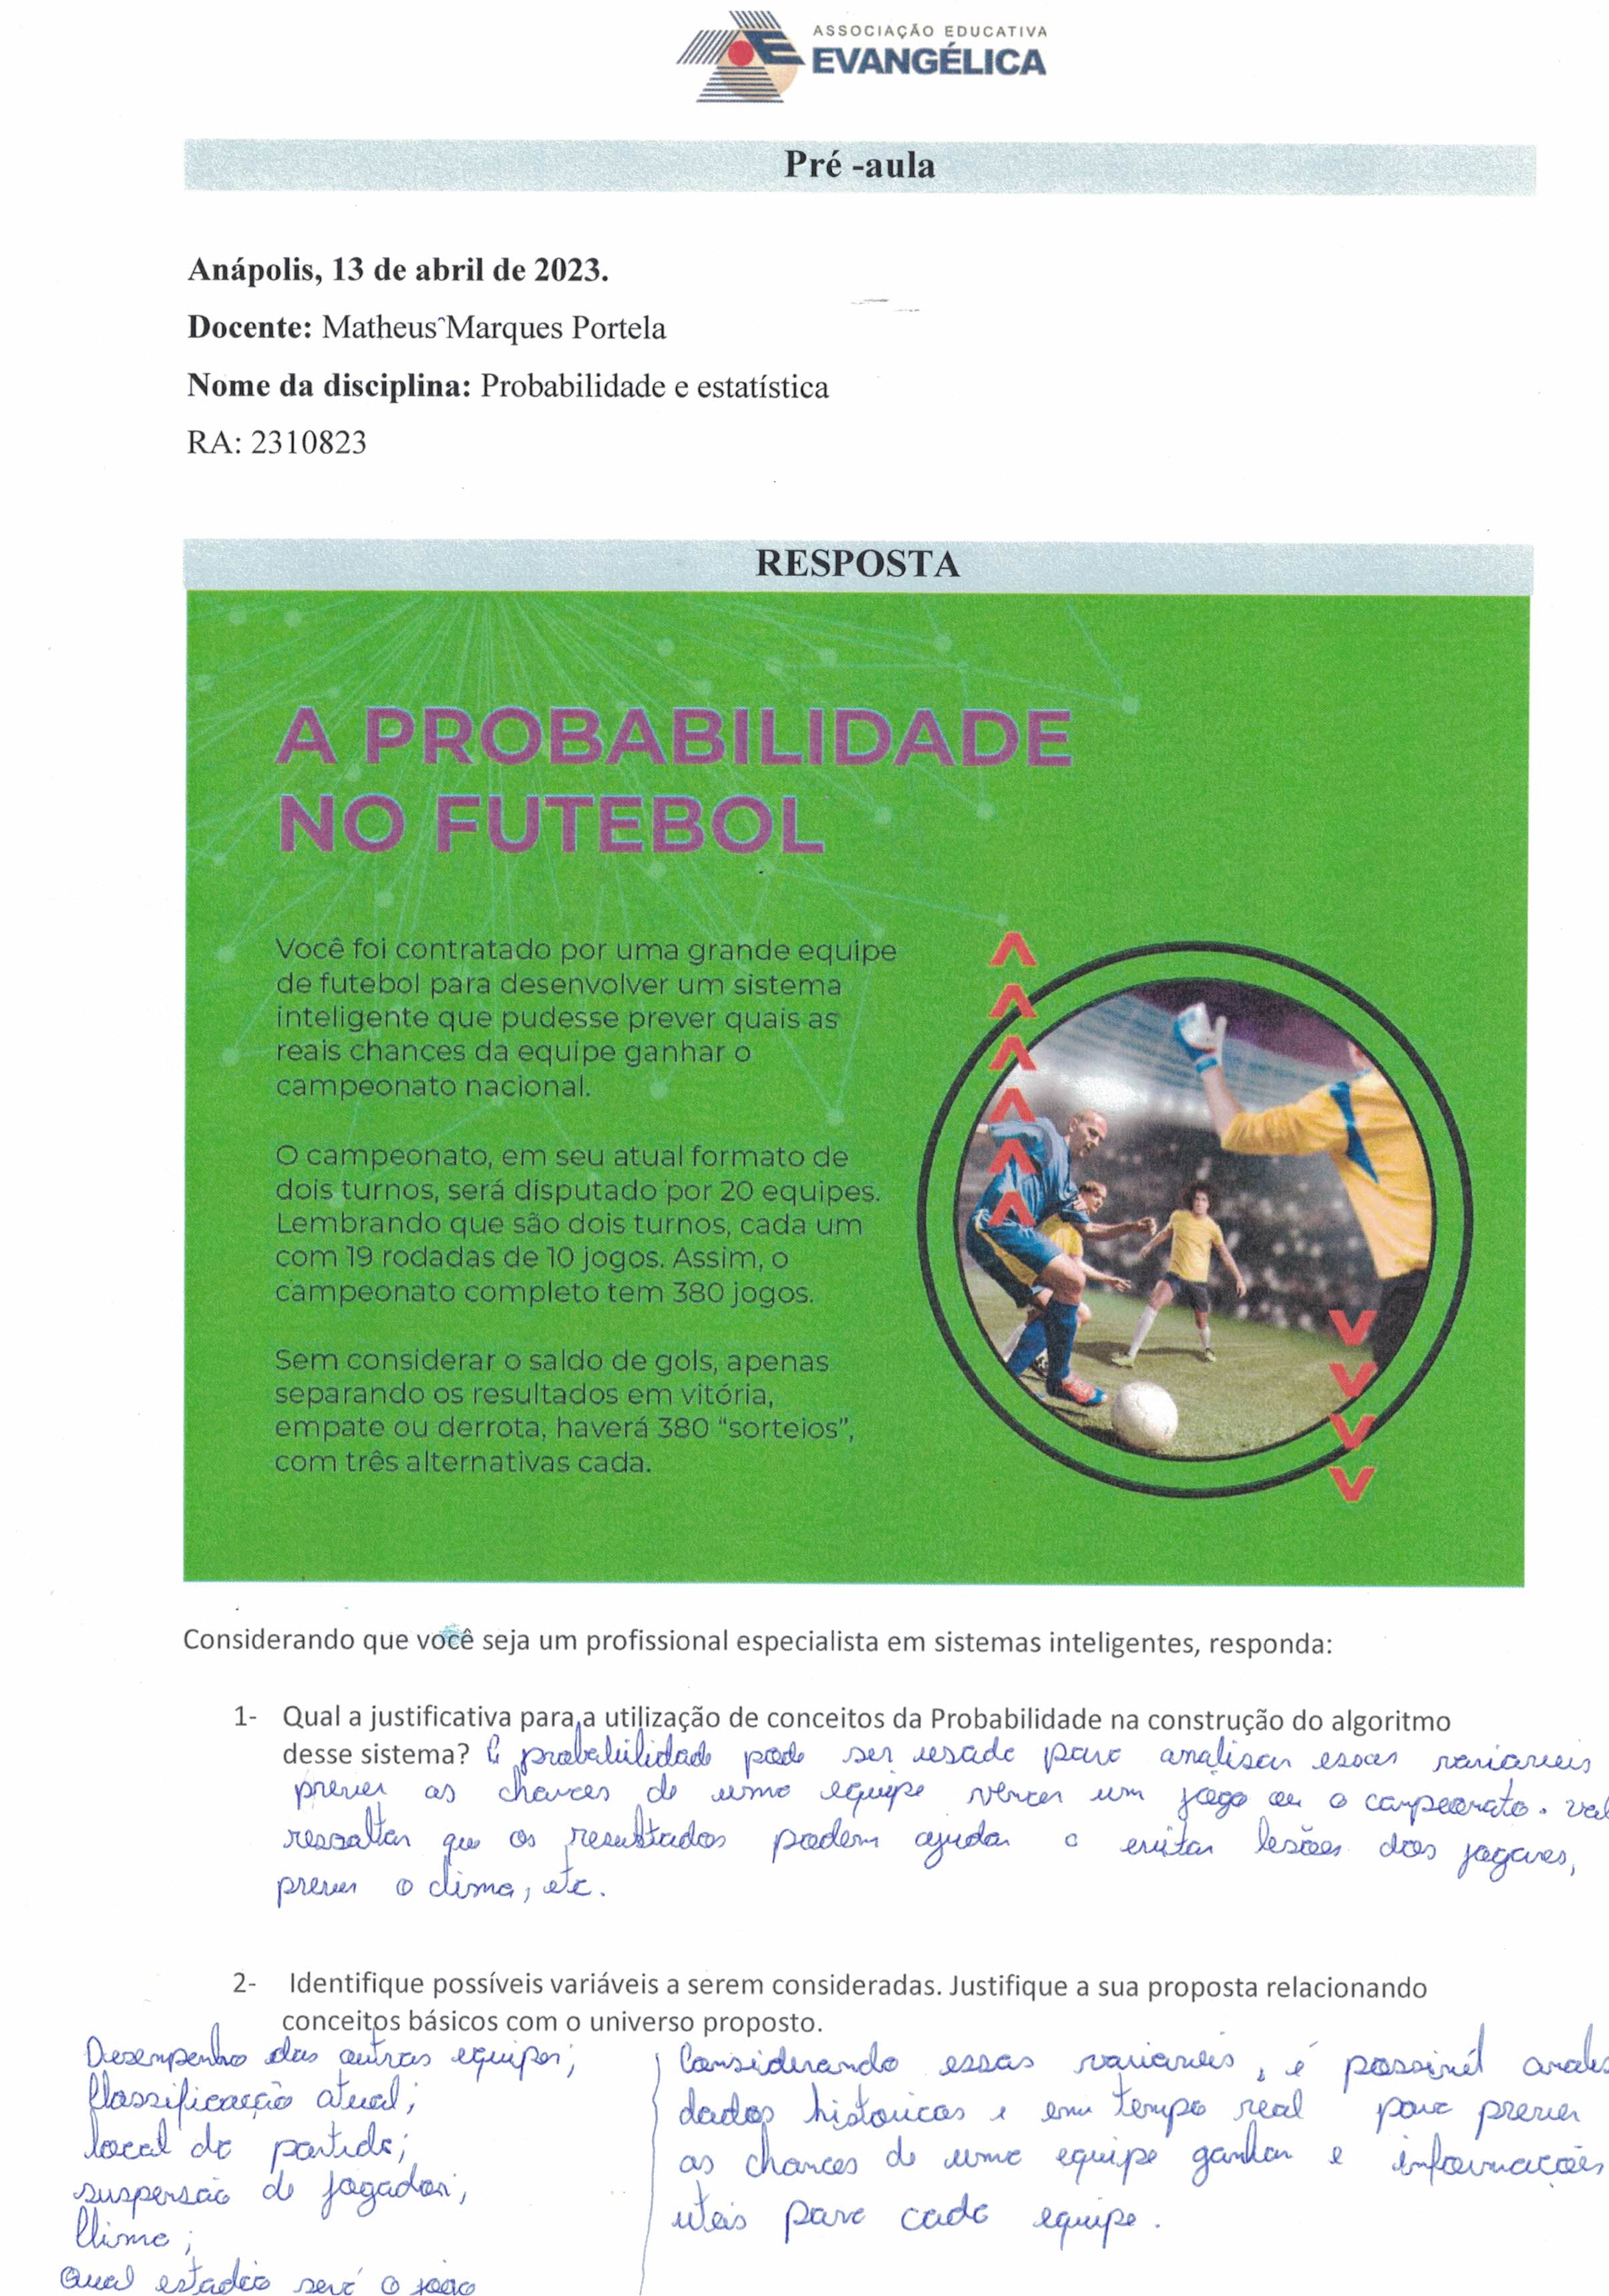 ASSOCIAÇÃO EDUCATIVA
EVANGÉLICA
Pré -aula
Anápolis, 13 de abril de 2023.
Docente: Matheus Marques Portela
Nome da disciplina: Probabilidade e estatística
RA: 2310823
RESPOSTA
A PROBABILIDADE
NO FUTEBOL
Você foi contratado por uma grande equipe
de futebol para desenvolver um sistema
inteligente que pudesse prever quais as
reais chances da equipe ganhar o
campeonato nacional.
O campeonato, em seu atual formato de
dois turnos, será disputado por 20 equipes.
Lembrando que são dois turnos, cada um
com 19 rodadas de 10 jogos. Assim, o
campeonato completo tem 380 jogos.
Sem considerar o saldo de gols, apenas
separando os resultados em vitória,
empate ou derrota, haverá 380 “sorteios”,
com três alternativas cada.
Considerando que você seja um profissional especialista em sistemas inteligentes, responda:
1- Qual a justificativa para a utilização de conceitos da Probabilidade na construção do algoritmo
desse sistema? A probabilidade pode ser usada para analisar essas variaveis
prever as chances de uma equipe vencer um jogo ou o campeonato. Val
ressaltar que os resultados podem ajudar a evitar lesões dos jogares,
prever o clima, etc.
2- Identifique possíveis variáveis a serem consideradas. Justifique a sua proposta relacionando
conceitos básicos com o universo proposto.
Desempenho das outras equipes;
Classificação atual;
local da partida;
suspensão de jogador;
Clima;
Qual estadio será o jogo
Considerando essas variaveis, é possivel
dados historicos e em tempo real para prever
as chances de uma equipe ganhar e informações
uteis para cada equipe.